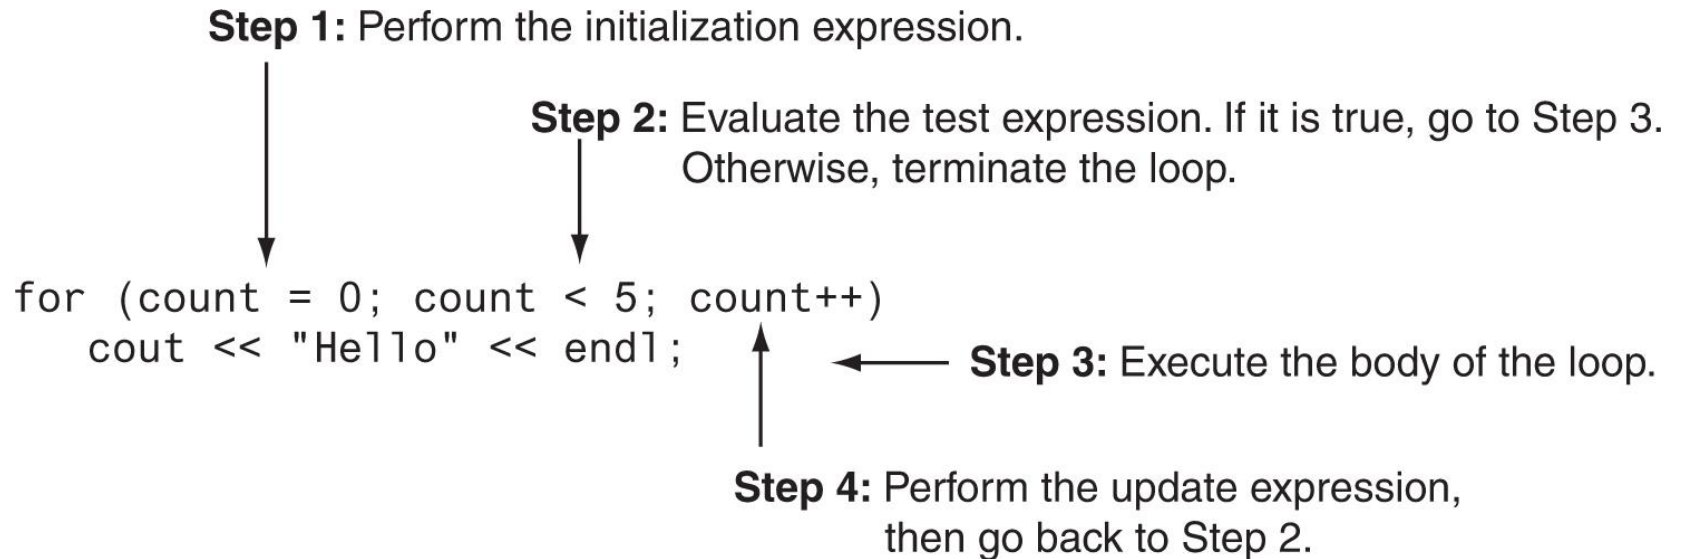 Step 1: Perform the initialization expression.
Step 2: Evaluate the test expression. If it is true, go to Step 3.
Otherwise, terminate the loop.
for (count = 0; count < 5; count++)
cout << "Hello" << endl;
Step 3: Execute the body of the loop.
Step 4: Perform the update expression,
then go back to Step 2.